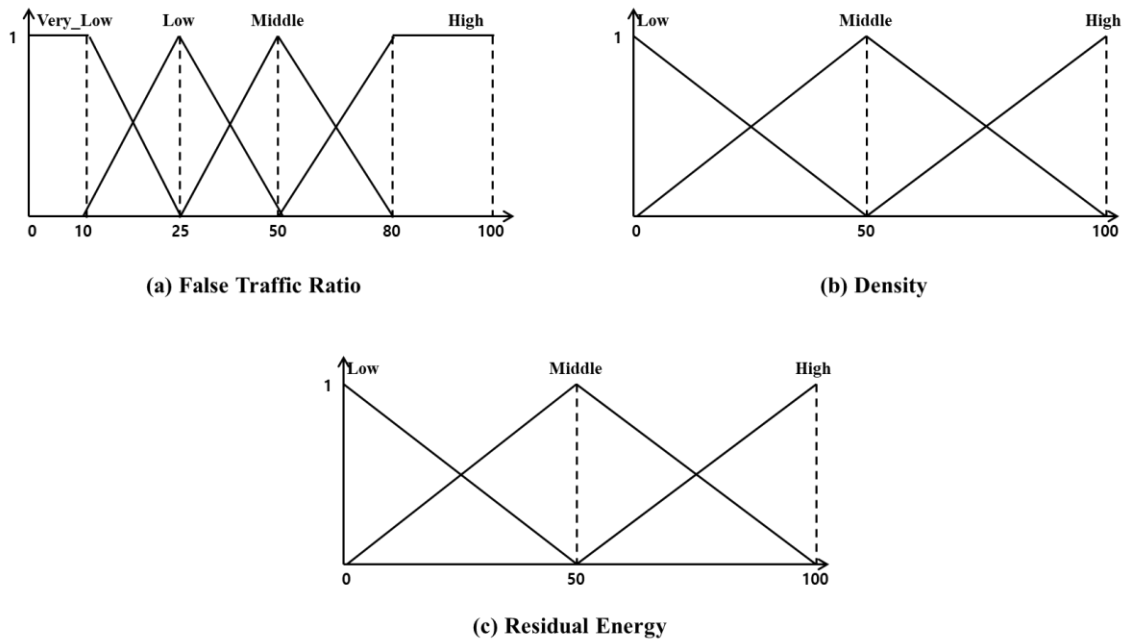 Very_Low Low Middle High
1
0 10 25 50 80 100
(a) False Traffic Ratio
Low Middle High
1
0 50 100
(b) Density
Low Middle High
1
0 50 100
(c) Residual Energy